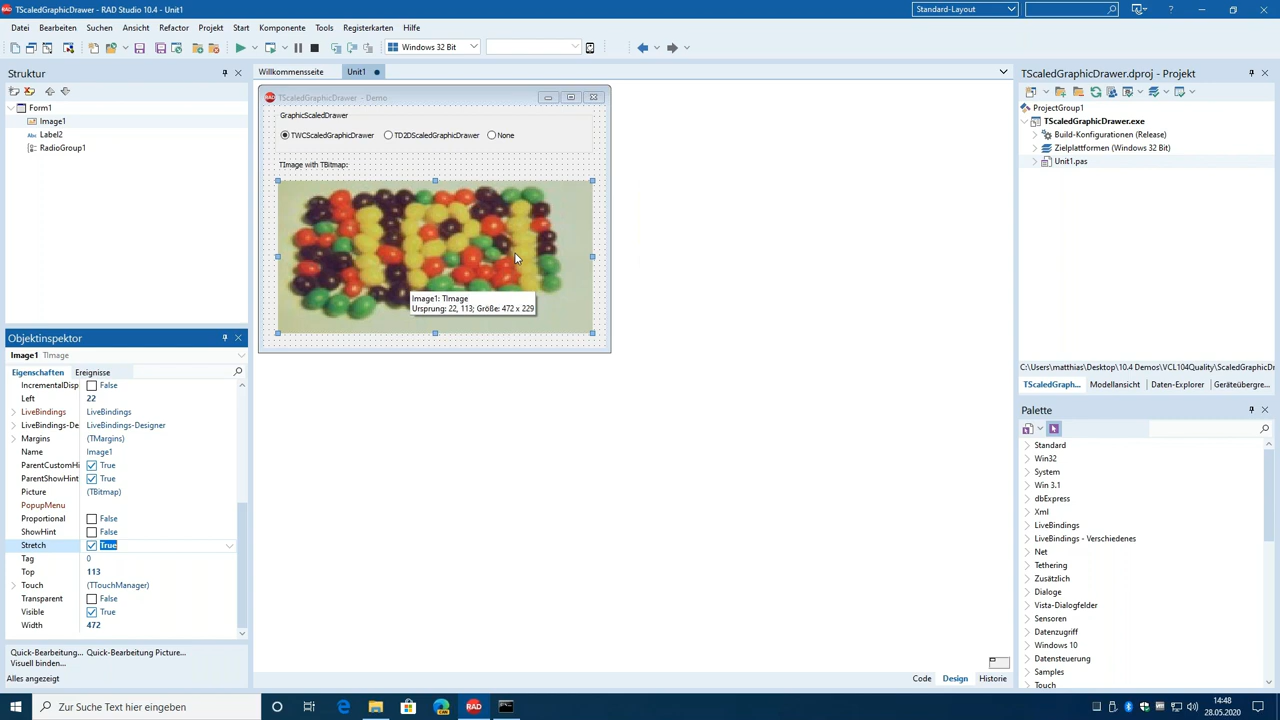 TScaledGraphicDrawer - RAD Studio 10.4 - Unit1
Standard-Layout
Datei Bearbeiten Suchen Ansicht Refactor Projekt Start Komponente Tools Registerkarten Hilfe
Windows 32 Bit
Struktur
Form1
Image1
Label2
RadioGroup1
Willkommensseite Unit1
TScaledGraphicDrawer - Demo
GraphicScaledDrawer
TWICScaledGraphicDrawer TD2DScaledGraphicDrawer None
TImage with TBitmap:
Image1: TImage
Ursprung: 22, 113; Größe: 472 x 229
TScaledGraphicDrawer.dproj - Projekt
ProjectGroup1
TScaledGraphicDrawer.exe
Build-Konfigurationen (Release)
Zielplattformen (Windows 32 Bit)
Unit1.pas
C:\Users\matthias\Desktop\10.4 Demos\VCL104Quality\ScaledGraphicDr
TScaledGraph... Modellansicht Daten-Explorer Geräteübergre...
Objektinspektor
Image1 TImage
Eigenschaften Ereignisse
IncrementalDisp False
Left 22
LiveBindings LiveBindings
LiveBindings-De LiveBindings-Designer
Margins (TMargins)
Name Image1
ParentCustomHi True
ParentShowHint True
Picture (TBitmap)
PopupMenu
Proportional False
ShowHint False
Stretch True
Tag 0
Top 113
Touch (TTouchManager)
Transparent False
Visible True
Width 472
Quick-Bearbeitung... Quick-Bearbeitung Picture...
Visuell binden...
Alles angezeigt
Palette
Standard
Win32
System
Win 3.1
dbExpress
Xml
LiveBindings
LiveBindings - Verschiedenes
Net
Tethering
Zusätzlich
Dialoge
Vista-Dialogfelder
Sensoren
Datenzugriff
Windows 10
Datensteuerung
Samples
Touch
Code Design Historie
Zur Suche Text hier eingeben
RAD
14:48
28.05.2020